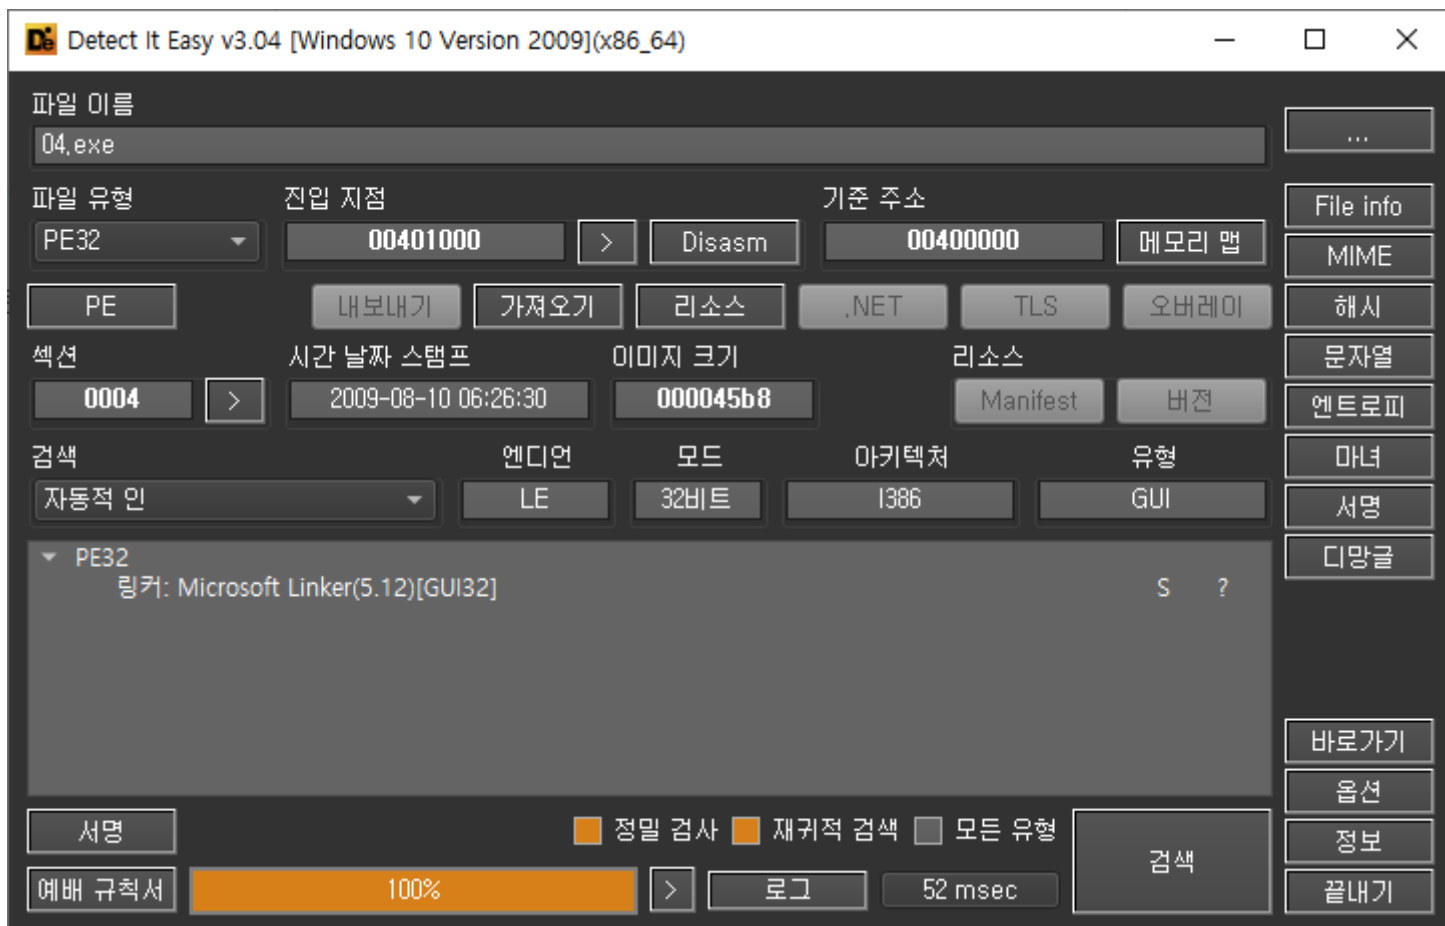 Detect It Easy v3.04 [Windows 10 Version 2009](x86_64)
파일 이름
04.exe
...
파일 유형 진입 지점 기준 주소
PE32 00401000 > Disasm 00400000 메모리 맵
File info
MIME
PE 내보내기 가져오기 리소스 .NET TLS 오버레이
해시
섹션 시간 날짜 스탬프 이미지 크기 리소스
문자열
0004 > 2009-08-10 06:26:30 000045b8 Manifest 버전
엔트로피
검색 엔디언 모드 아키텍처 유형
마녀
자동적 인 LE 32비트 I386 GUI
서명
PE32
디망글
링커: Microsoft Linker(5.12)[GUI32] S ?
바로가기
옵션
서명 정밀 검사 재귀적 검색 모든 유형
정보
검색
예배 규칙서 100% > 로그 52 msec
끝내기